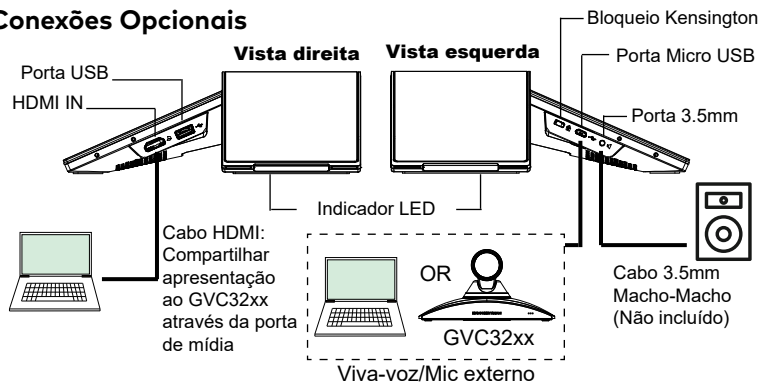 Conexões Opcionais
Vista direita
Vista esquerda
Porta USB
HDMI IN
Bloqueio Kensington
Porta Micro USB
Porta 3.5mm
Indicador LED
Cabo HDMI:
Compartilhar
apresentação
ao GVC32xx
através da porta
de mídia
OR
GVC32xx
Viva-voz/Mic externo
Cabo 3.5mm
Macho-Macho
(Não incluído)